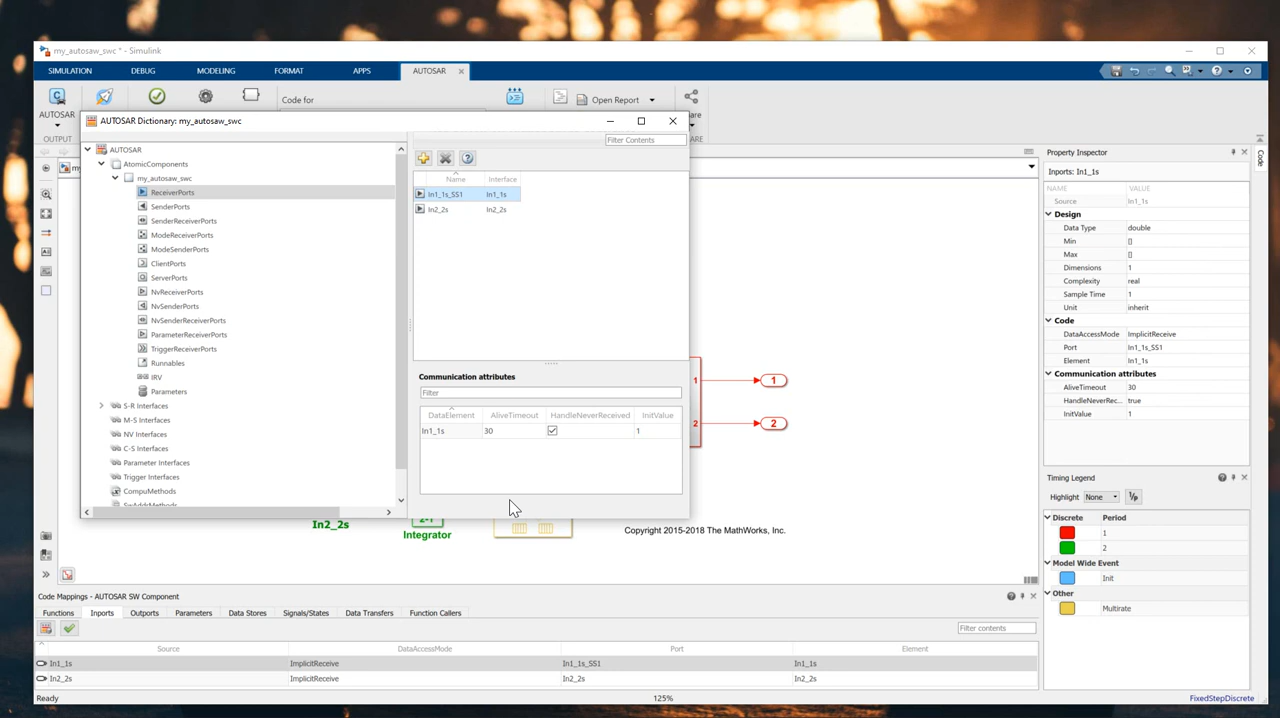 my_autosaw_swc * - Simulink
SIMULATION DEBUG MODELING FORMAT APPS AUTOSAR
AUTOSAR Code for Open Report
OUTPUT
AUTOSAR Dictionary: my_autosaw_swc
Filter Contents
AUTOSAR
AtomicComponents
my_autosaw_swc
ReceiverPorts
SenderPorts
SenderReceiverPorts
ModeReceiverPorts
ModeSenderPorts
ClientPorts
ServerPorts
NvReceiverPorts
NvSenderPorts
NvSenderReceiverPorts
ParameterReceiverPorts
TriggerReceiverPorts
Runnables
IRV
Parameters
S-R Interfaces
M-S Interfaces
NV Interfaces
C-S Interfaces
Parameter Interfaces
Trigger Interfaces
CompuMethods
SwAddrMethods
Name Interface
In1_1s_SS1 In1_1s
In2_2s In2_2s
Communication attributes
Filter
DataElement AliveTimeout HandleNeverReceived InitValue
In1_1s 30 1
1 1
2 2
In2_2s
2-1
Integrator
Copyright 2015-2018 The MathWorks, Inc.
Property Inspector
Inports: In1_1s
NAME VALUE
Source In1_1s
Design
Data Type double
Min []
Max []
Dimensions 1
Complexity real
Sample Time 1
Unit inherit
Code
DataAccessMode ImplicitReceive
Port In1_1s_SS1
Element In1_1s
Communication attributes
AliveTimeout 30
HandleNeverRec... true
InitValue 1
Code
Timing Legend
Highlight None 1/P
Discrete Period
1
2
Model Wide Event
Init
Other
Multirate
Code Mappings - AUTOSAR SW Component
Functions Inports Outports Parameters Data Stores Signals/States Data Transfers Function Callers
Filter contents
Source DataAccessMode Port Element
In1_1s ImplicitReceive In1_1s_SS1 In1_1s
In2_2s ImplicitReceive In2_2s In2_2s
Ready 125% FixedStepDiscrete